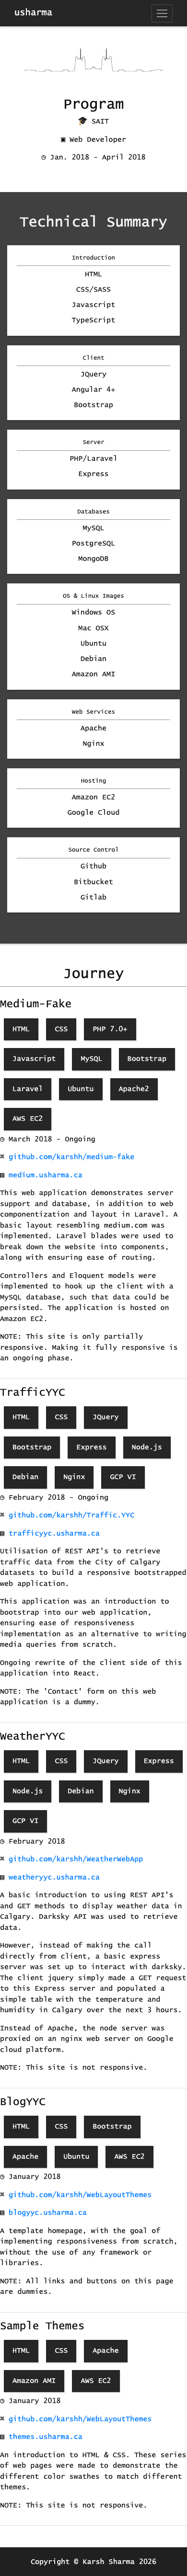 usharma
Program
🎓 SAIT
▣ Web Developer
◷ Jan. 2018 - April 2018
Technical Summary
Introduction
HTML
CSS/SASS
Javascript
TypeScript
Client
JQuery
Angular 4+
Bootstrap
Server
PHP/Laravel
Express
Databases
MySQL
PostgreSQL
MongoDB
OS & Linux Images
Windows OS
Mac OSX
Ubuntu
Debian
Amazon AMI
Web Services
Apache
Nginx
Hosting
Amazon EC2
Google Cloud
Source Control
Github
Bitbucket
Gitlab
Journey
Medium-Fake
HTML CSS PHP 7.0+
Javascript MySQL Bootstrap
Laravel Ubuntu Apache2
AWS EC2
◷ March 2018 - Ongoing
⌘ github.com/karshh/medium-fake
▤ medium.usharma.ca
This web application demonstrates server
support and database, in addition to web
componentization and layout in Laravel. A
basic layout resembling medium.com was
implemented. Laravel blades were used to
break down the website into components,
along with ensuring ease of routing.
Controllers and Eloquent models were
implemented to hook up the client with a
MySQL database, such that data could be
persisted. The application is hosted on
Amazon EC2.
NOTE: This site is only partially
responsive. Making it fully responsive is
an ongoing phase.
TrafficYYC
HTML CSS JQuery
Bootstrap Express Node.js
Debian Nginx GCP VI
◷ February 2018 - Ongoing
⌘ github.com/karshh/Traffic.YYC
▤ trafficyyc.usharma.ca
Utilisation of REST API's to retrieve
traffic data from the City of Calgary
datasets to build a responsive bootstrapped
web application.
This application was an introduction to
bootstrap into our web application,
ensuring ease of responsiveness
implementation as an alternative to writing
media queries from scratch.
Ongoing rewrite of the client side of this
application into React.
NOTE: The 'Contact' form on this web
application is a dummy.
WeatherYYC
HTML CSS JQuery Express
Node.js Debian Nginx
GCP VI
◷ February 2018
⌘ github.com/karshh/WeatherWebApp
▤ weatheryyc.usharma.ca
A basic introduction to using REST API's
and GET methods to display weather data in
Calgary. Darksky API was used to retrieve
data.
However, instead of making the call
directly from client, a basic express
server was set up to interact with darksky.
The client jquery simply made a GET request
to this Express server and populated a
simple table with the temperature and
humidity in Calgary over the next 3 hours.
Instead of Apache, the node server was
proxied on an nginx web server on Google
cloud platform.
NOTE: This site is not responsive.
BlogYYC
HTML CSS Bootstrap
Apache Ubuntu AWS EC2
◷ January 2018
⌘ github.com/karshh/WebLayoutThemes
▤ blogyyc.usharma.ca
A template homepage, with the goal of
implementing responsiveness from scratch,
without the use of any framework or
libraries.
NOTE: All links and buttons on this page
are dummies.
Sample Themes
HTML CSS Apache
Amazon AMI AWS EC2
◷ January 2018
⌘ github.com/karshh/WebLayoutThemes
▤ themes.usharma.ca
An introduction to HTML & CSS. These series
of web pages were made to demonstrate the
different color swathes to match different
themes.
NOTE: This site is not responsive.
Copyright © Karsh Sharma 2026